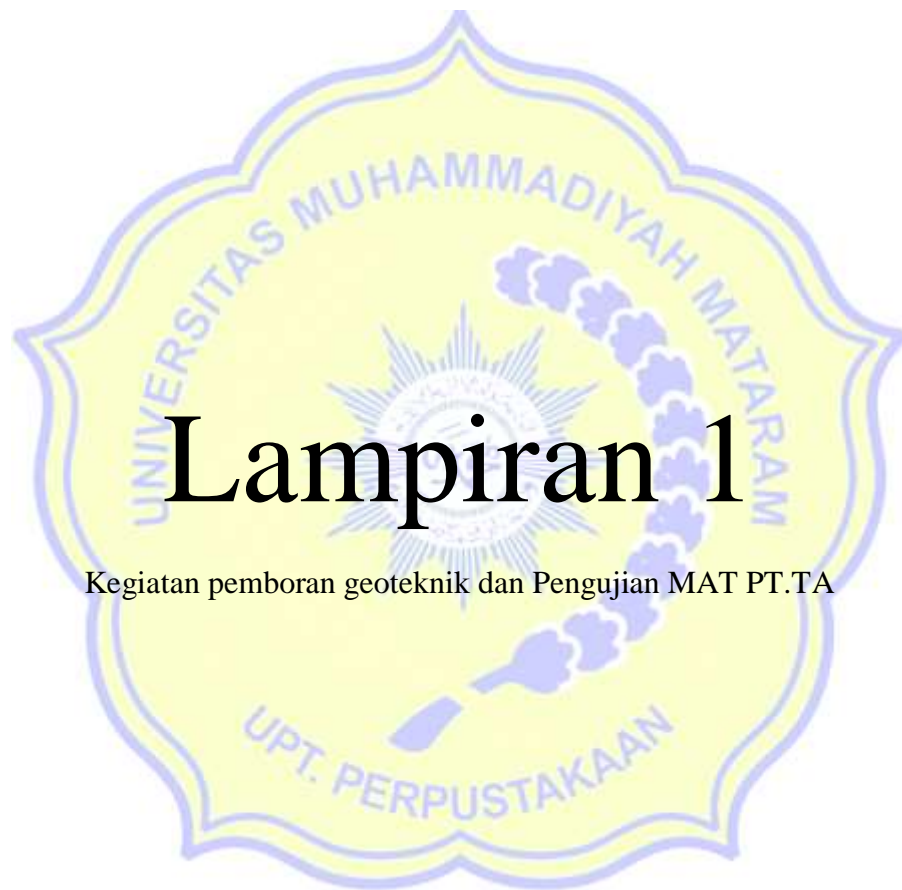 UNIVERSITAS MUHAMMADIYAH MATARAM
Lampiran 1
Kegiatan pemboran geoteknik dan Pengujian MAT PT.TA
UPT. PERPUSTAKAAN